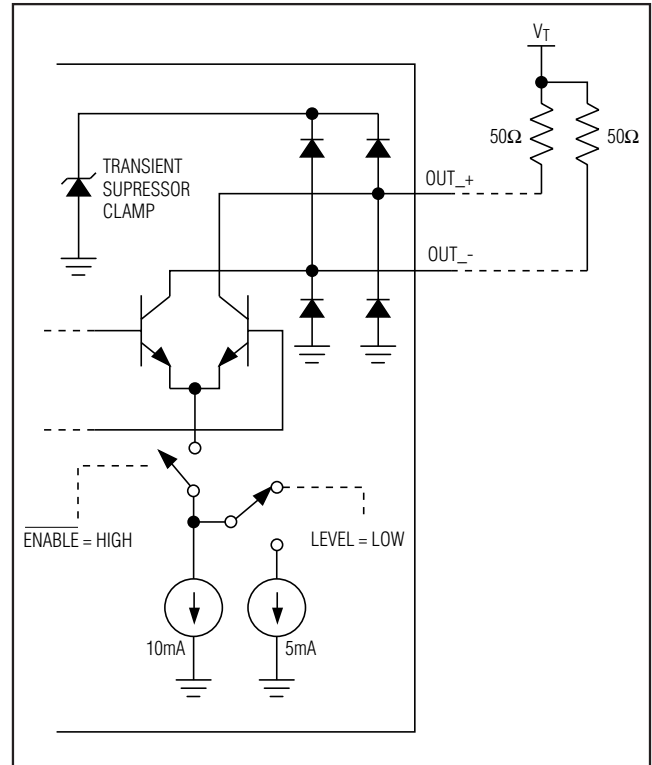 V_T
50Ω
50Ω
TRANSIENT
SUPRESSOR
CLAMP
OUT_+
OUT_-
ENABLE = HIGH
LEVEL = LOW
10mA
5mA